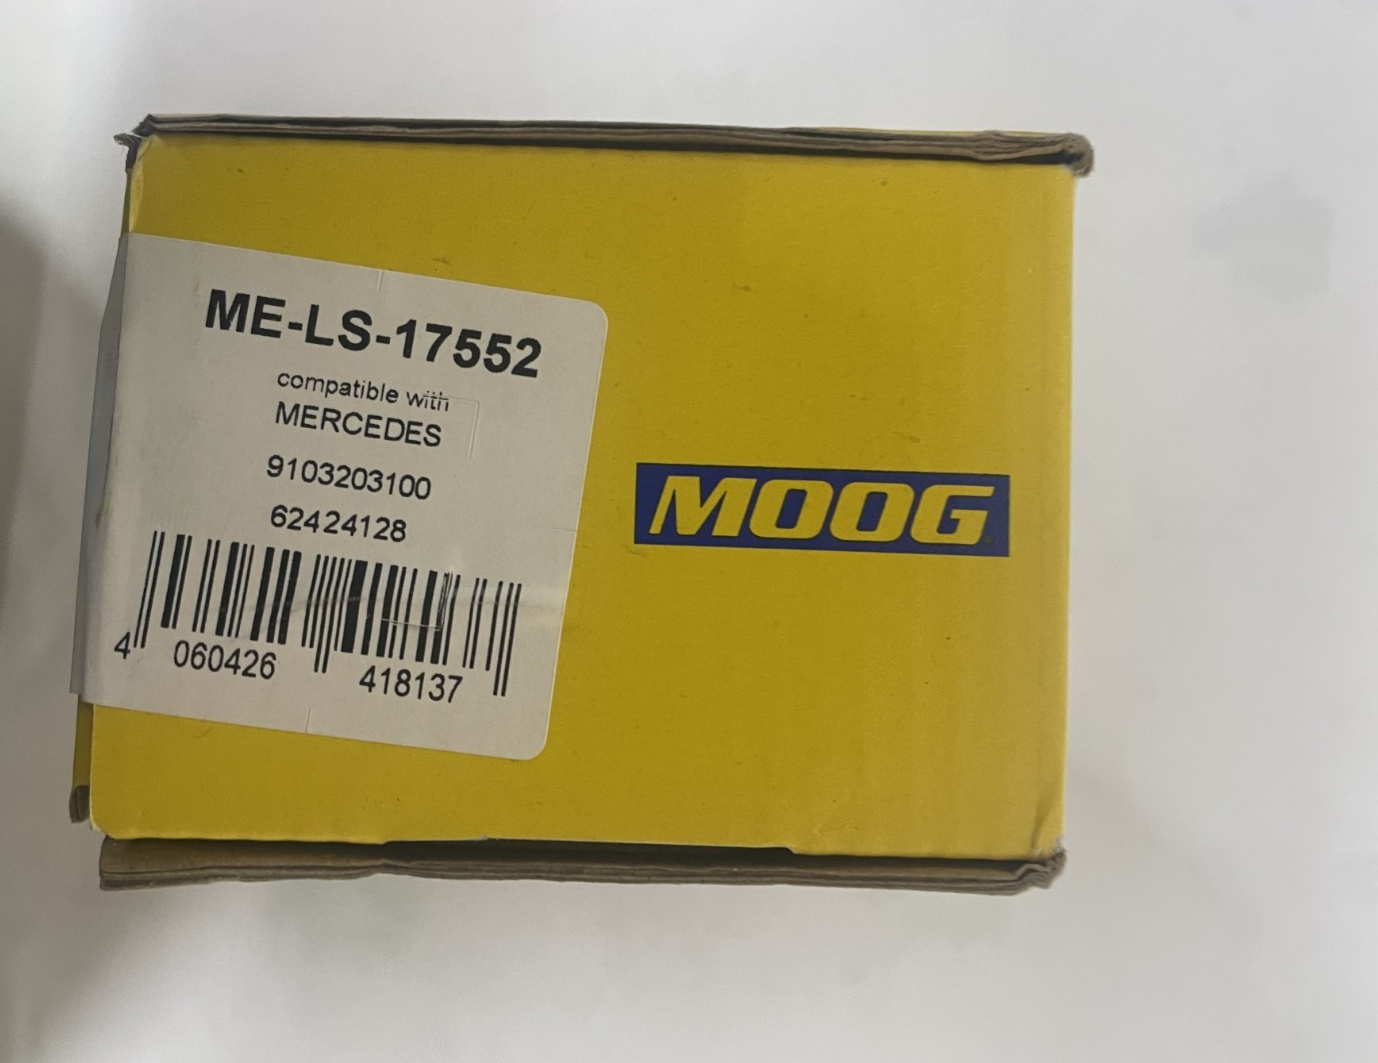 ME-LS-17552
compatible with
MERCEDES
9103203100
62424128
4 060426 418137
MOOG